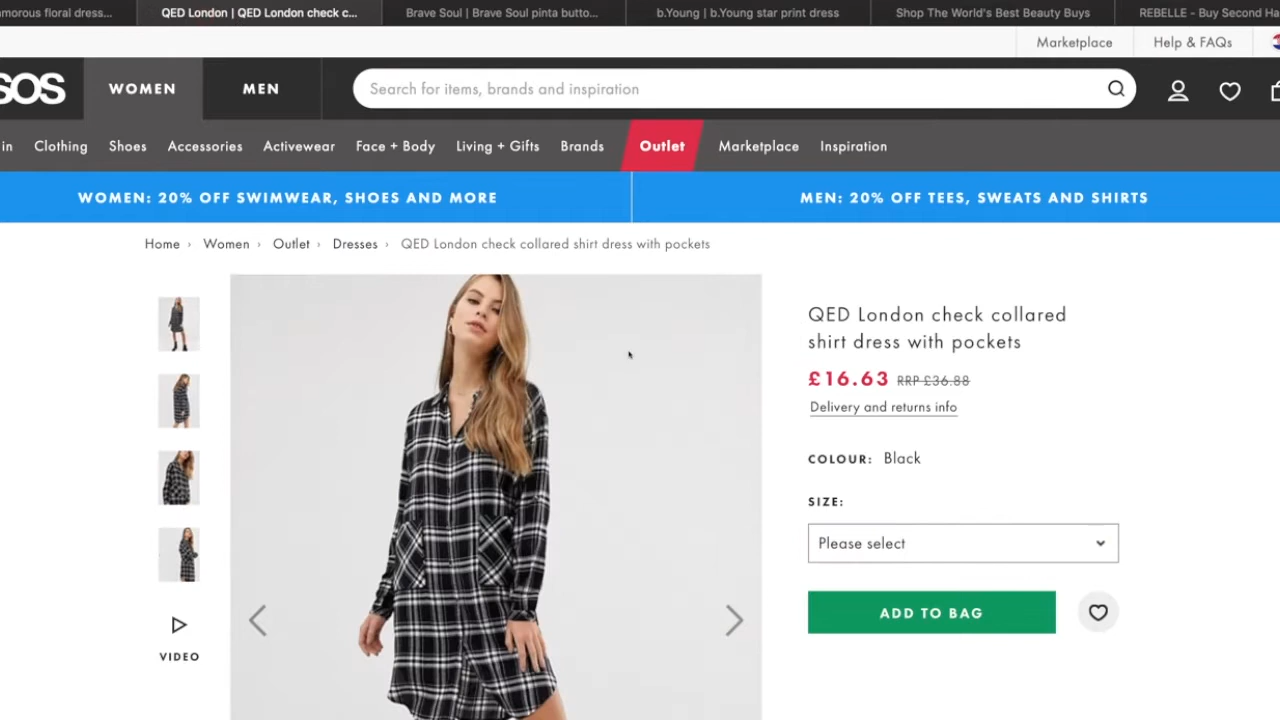 amorous floral dress...
QED London | QED London check c...
Brave Soul | Brave Soul pinta butto...
b.Young | b.Young star print dress
Shop The World's Best Beauty Buys
REBELLE - Buy Second Ha
Marketplace
Help & FAQs
SOS
WOMEN
MEN
Search for items, brands and inspiration
in
Clothing
Shoes
Accessories
Activewear
Face + Body
Living + Gifts
Brands
Outlet
Marketplace
Inspiration
WOMEN: 20% OFF SWIMWEAR, SHOES AND MORE
MEN: 20% OFF TEES, SWEATS AND SHIRTS
Home › Women › Outlet › Dresses › QED London check collared shirt dress with pockets
QED London check collared
shirt dress with pockets
£16.63 RRP £36.88
Delivery and returns info
COLOUR: Black
SIZE:
Please select
ADD TO BAG
VIDEO